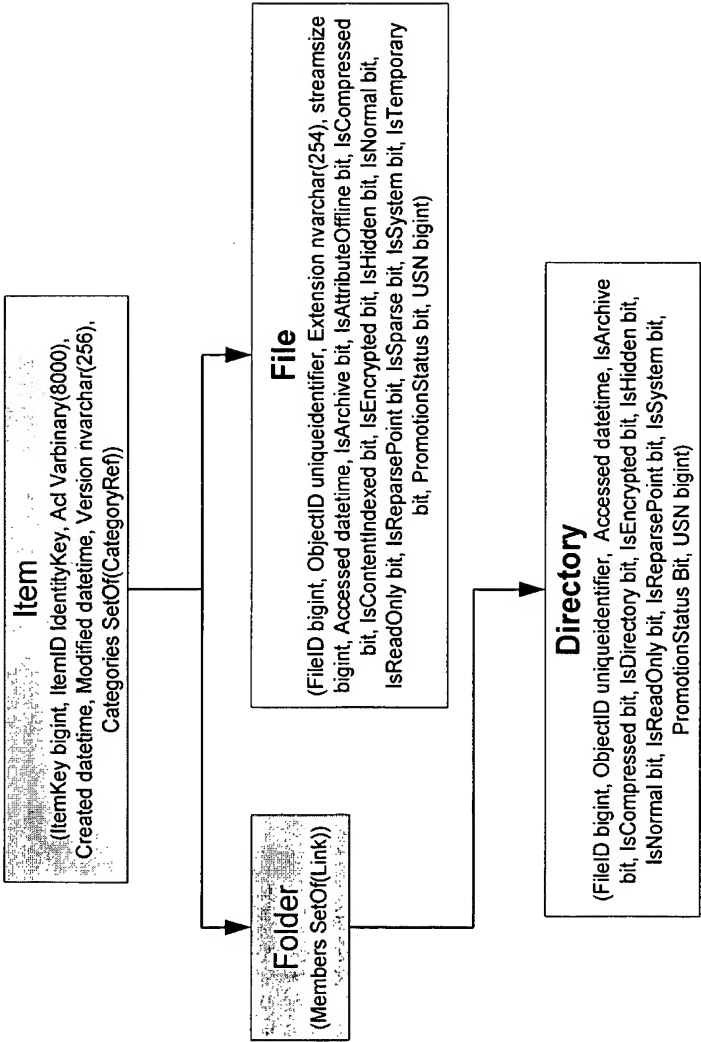 Item
(ItemKey bigint, ItemID IdentityKey, Acl Varbinary(8000),
Created datetime, Modified datetime, Version nvarchar(256),
Categories SetOf(CategoryRef))
Folder
(Members SetOf(Link))
File
(FileID bigint, ObjectID uniqueidentifier, Extension nvarchar(254), streamsize
bigint, Accessed datetime, IsArchive bit, IsAttributeOffline bit, IsCompressed
bit, IsContentIndexed bit, IsEncrypted bit, IsHidden bit, IsNormal bit,
IsReadOnly bit, IsReparsePoint bit, IsSparse bit, IsSystem bit, IsTemporary
bit, PromotionStatus bit, USN bigint)
Directory
(FileID bigint, ObjectID uniqueidentifier, Accessed datetime, IsArchive
bit, IsCompressed bit, IsDirectory bit, IsEncrypted bit, IsHidden bit,
IsNormal bit, IsReadOnly bit, IsReparsePoint bit, IsSystem bit,
PromotionStatus Bit, USN bigint)